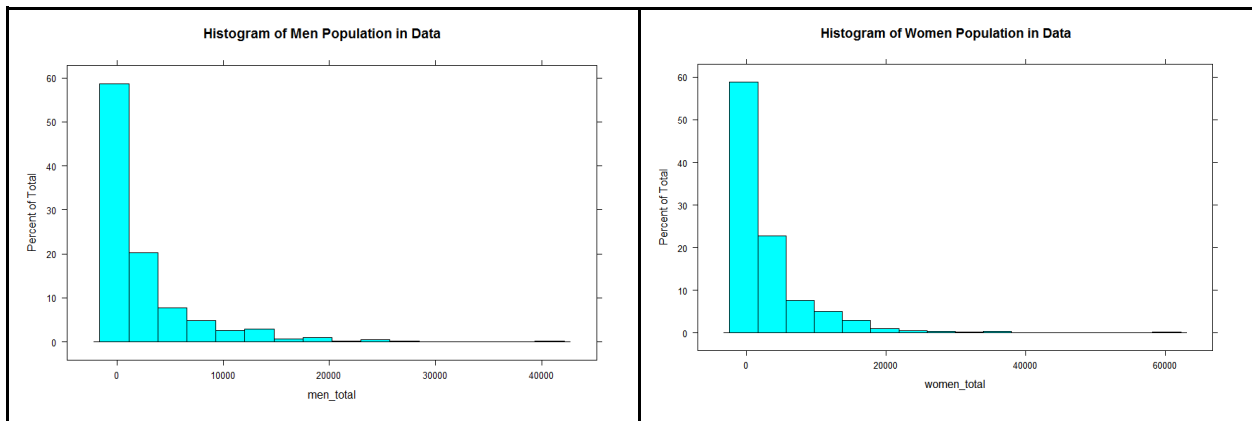 Histogram of Men Population in Data
60
50
40
30
20
10
0
Percent of Total
0 10000 20000 30000 40000
men_total
Histogram of Women Population in Data
60
50
40
30
20
10
0
Percent of Total
0 20000 40000 60000
women_total